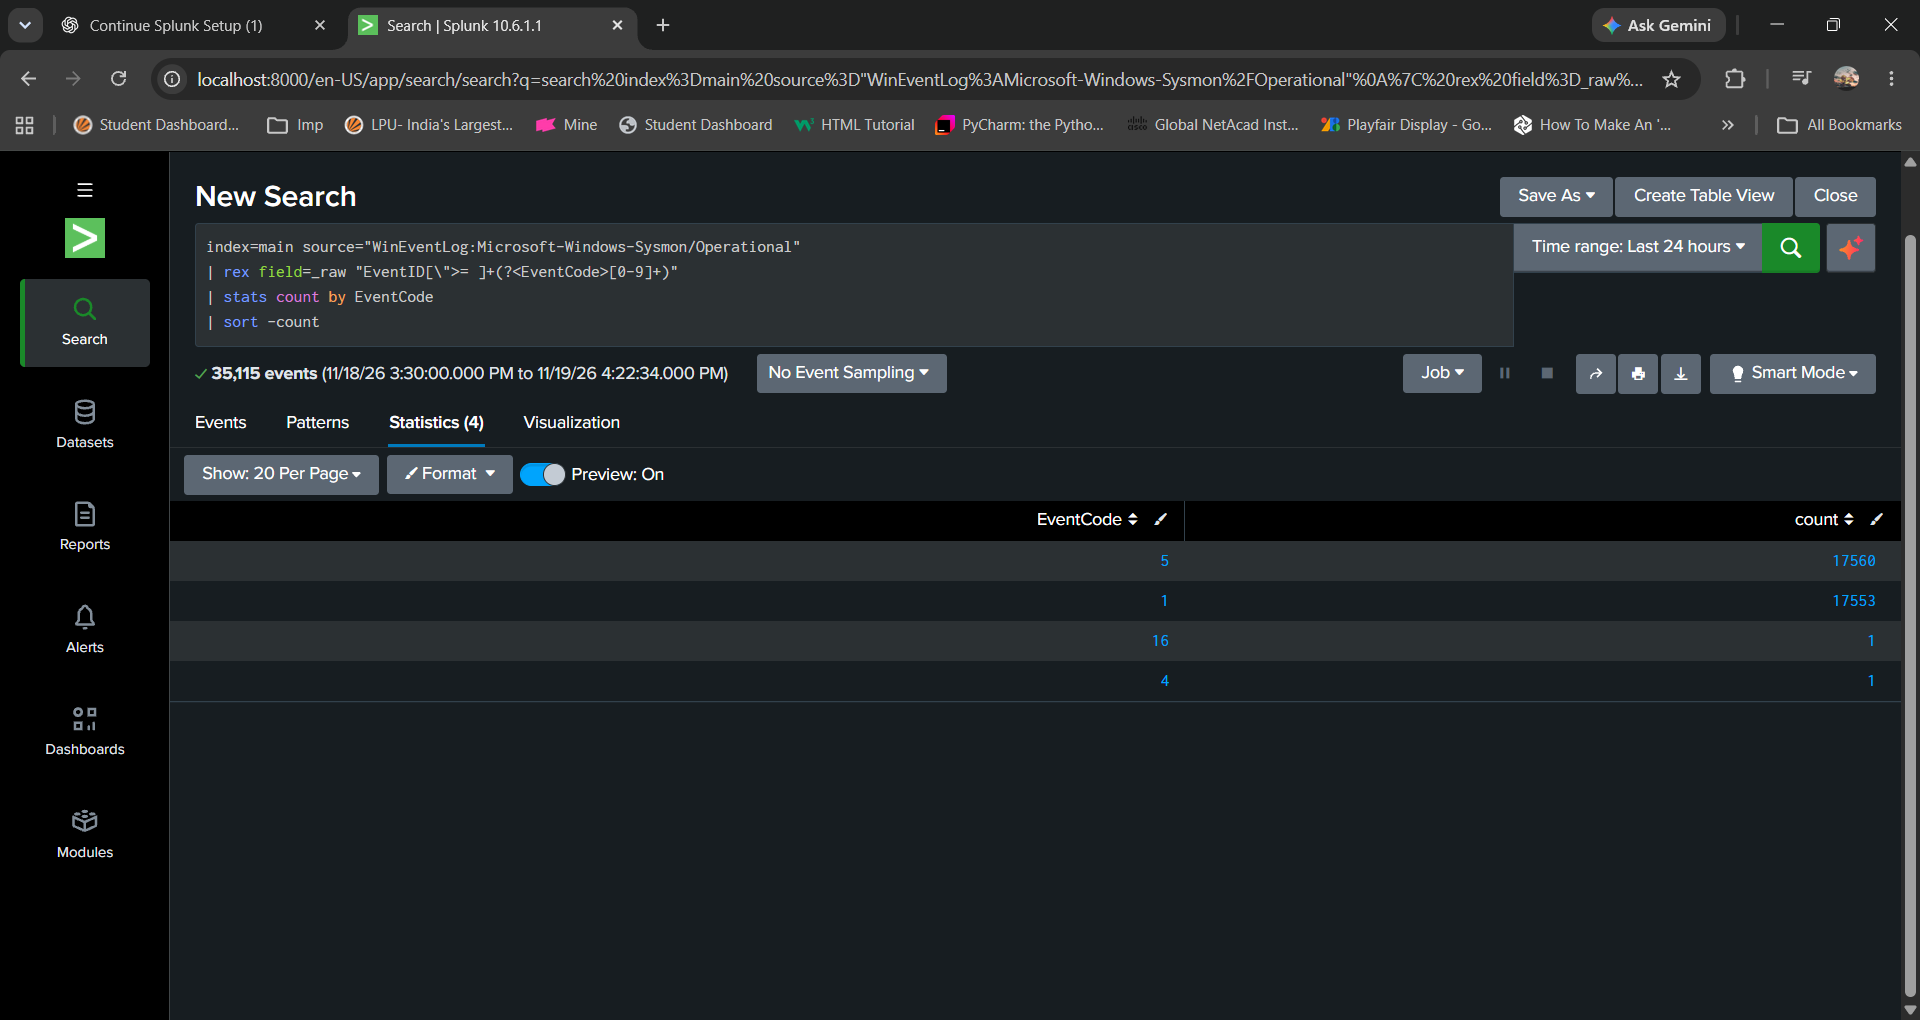 Continue Splunk Setup (1)
Search | Splunk 10.6.1.1
Ask Gemini
localhost:8000/en-US/app/search/search?q=search%20index%3Dmain%20source%3D"WinEventLog%3AMicrosoft-Windows-Sysmon%2FOperational"%0A%7C%20rex%20field%3D_raw%...
Student Dashboard...
Imp
LPU- India's Largest...
Mine
Student Dashboard
HTML Tutorial
PyCharm: the Pytho...
Global NetAcad Inst...
Playfair Display - Go...
How To Make An '...
All Bookmarks
New Search
Save As
Create Table View
Close
index=main source="WinEventLog:Microsoft-Windows-Sysmon/Operational"
| rex field=_raw "EventID[\">= ]+(?<EventCode>[0-9]+)"
| stats count by EventCode
| sort -count
Time range: Last 24 hours
35,115 events (11/18/26 3:30:00.000 PM to 11/19/26 4:22:34.000 PM)
No Event Sampling
Job
Smart Mode
Events
Patterns
Statistics (4)
Visualization
Show: 20 Per Page
Format
Preview: On
EventCode
count
5 17560
1 17553
16 1
4 1
Search
Datasets
Reports
Alerts
Dashboards
Modules